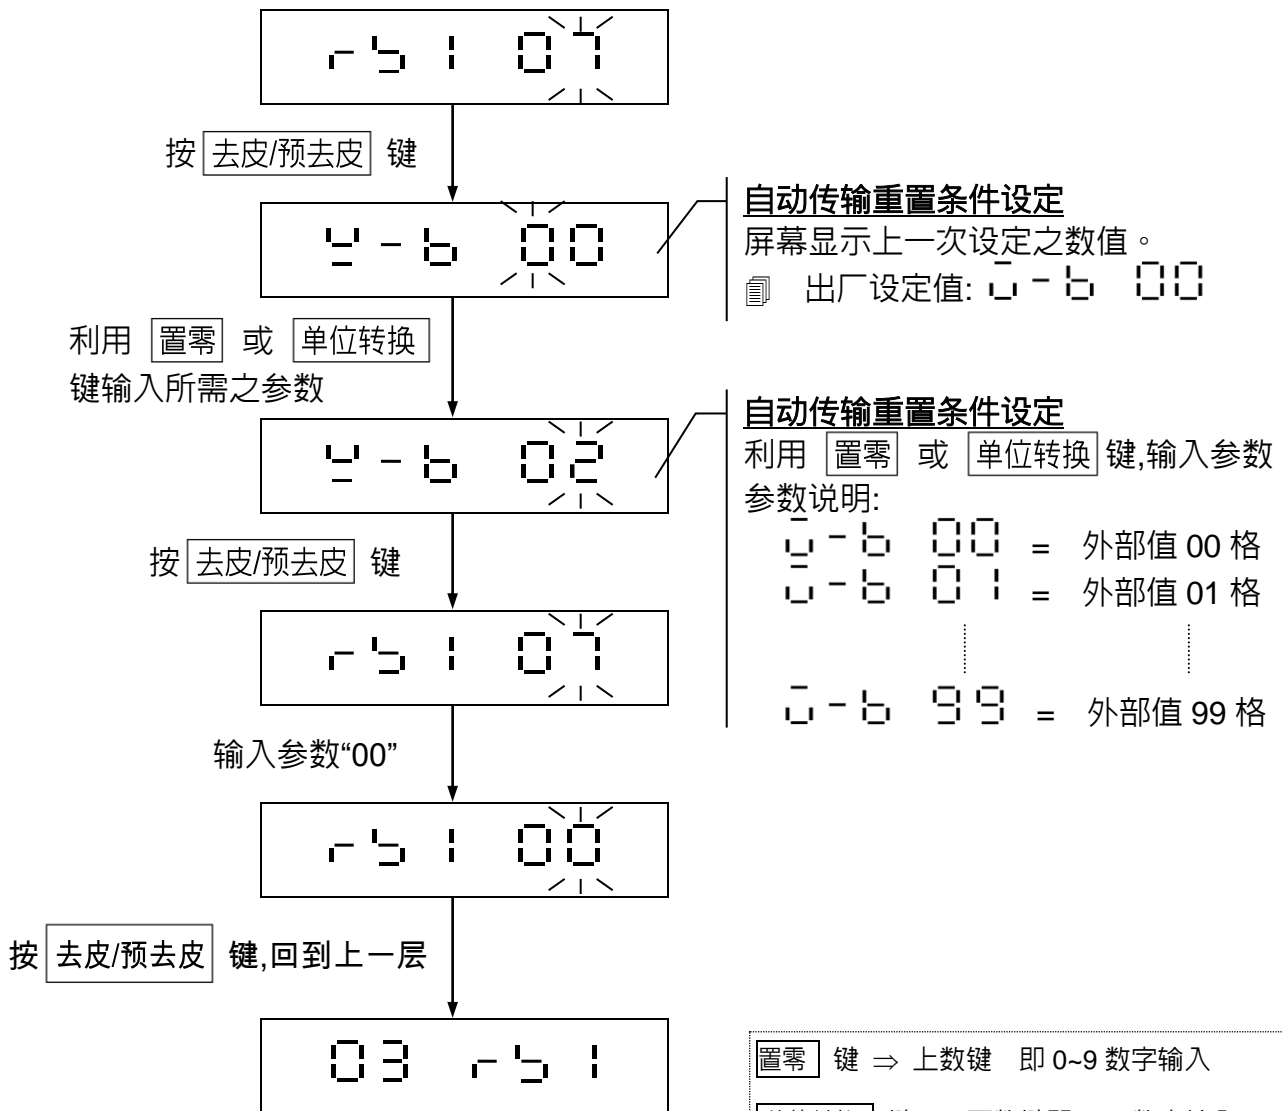 rS1 07
按 去皮/预去皮 键
自动传输重置条件设定
屏幕显示上一次设定之数值。
出厂设定值: ū-b 00
ū-b 00
利用 置零 或 单位转换
键输入所需之参数
自动传输重置条件设定
利用 置零 或 单位转换 键,输入参数
参数说明:
ū-b 00 = 外部值 00 格
ū-b 01 = 外部值 01 格
ū-b 99 = 外部值 99 格
ū-b 02
按 去皮/预去皮 键
rS1 07
输入参数“00”
rS1 00
按 去皮/预去皮 键,回到上一层
03 rS1
置零 键 ⇒ 上数键 即 0~9 数字输入